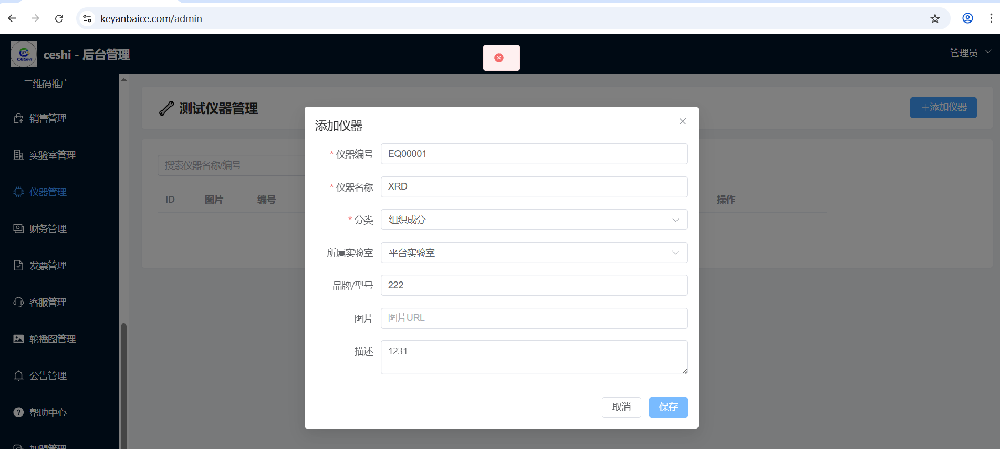 keyanbaice.com/admin
CESHI
ceshi - 后台管理
管理员
二维码推广
销售管理
实验室管理
仪器管理
财务管理
发票管理
客服管理
轮播图管理
公告管理
帮助中心
加盟管理
测试仪器管理
+添加仪器
搜索仪器名称/编号
ID 图片 编号 操作
添加仪器
* 仪器编号 EQ00001
* 仪器名称 XRD
* 分类 组织成分
所属实验室 平台实验室
品牌/型号 222
图片 图片URL
描述 1231
取消 保存